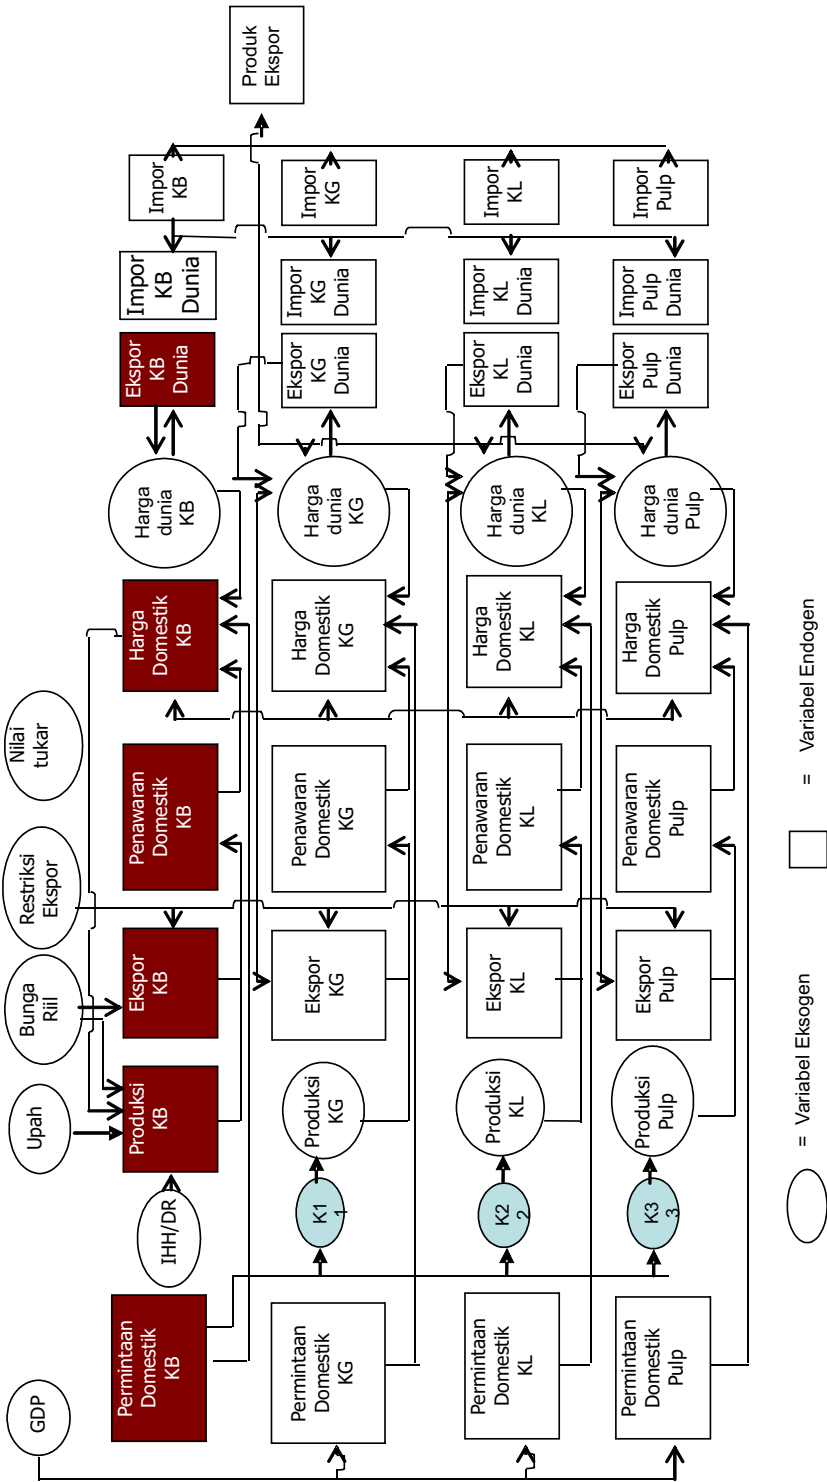 GDP
Upah
Bunga
Riil
Restriksi
Ekspor
Nilai
tukar
Permintaan
Domestik
KB
IHH/DR
Produksi
KB
Ekspor
KB
Penawaran
Domestik
KB
Harga
Domestik
KB
Harga
dunia
KB
Ekspor
KB
Dunia
Impor
KB
Dunia
Impor
KB
Produk
Ekspor
Permintaan
Domestik
KG
K1
1
Produksi
KG
Ekspor
KG
Penawaran
Domestik
KG
Harga
Domestik
KG
Harga
dunia
KG
Ekspor
KG
Dunia
Impor
KG
Dunia
Impor
KG
Permintaan
Domestik
KL
K2
2
Produksi
KL
Ekspor
KL
Penawaran
Domestik
KL
Harga
Domestik
KL
Harga
dunia
KL
Ekspor
KL
Dunia
Impor
KL
Dunia
Impor
KL
Permintaan
Domestik
Pulp
K3
3
Produksi
Pulp
Ekspor
Pulp
Penawaran
Domestik
Pulp
Harga
Domestik
Pulp
Harga
dunia
Pulp
Ekspor
Pulp
Dunia
Impor
Pulp
Dunia
Impor
Pulp
= Variabel Eksogen
= Variabel Endogen